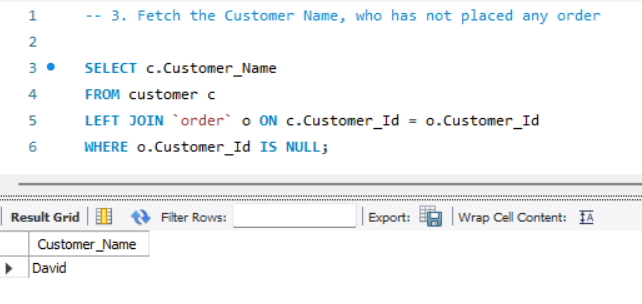 1 -- 3. Fetch the Customer Name, who has not placed any order
2
3 SELECT c.Customer_Name
4 FROM customer c
5 LEFT JOIN `order` o ON c.Customer_Id = o.Customer_Id
6 WHERE o.Customer_Id IS NULL;
Result Grid Filter Rows: Export: Wrap Cell Content: IA
Customer_Name
David